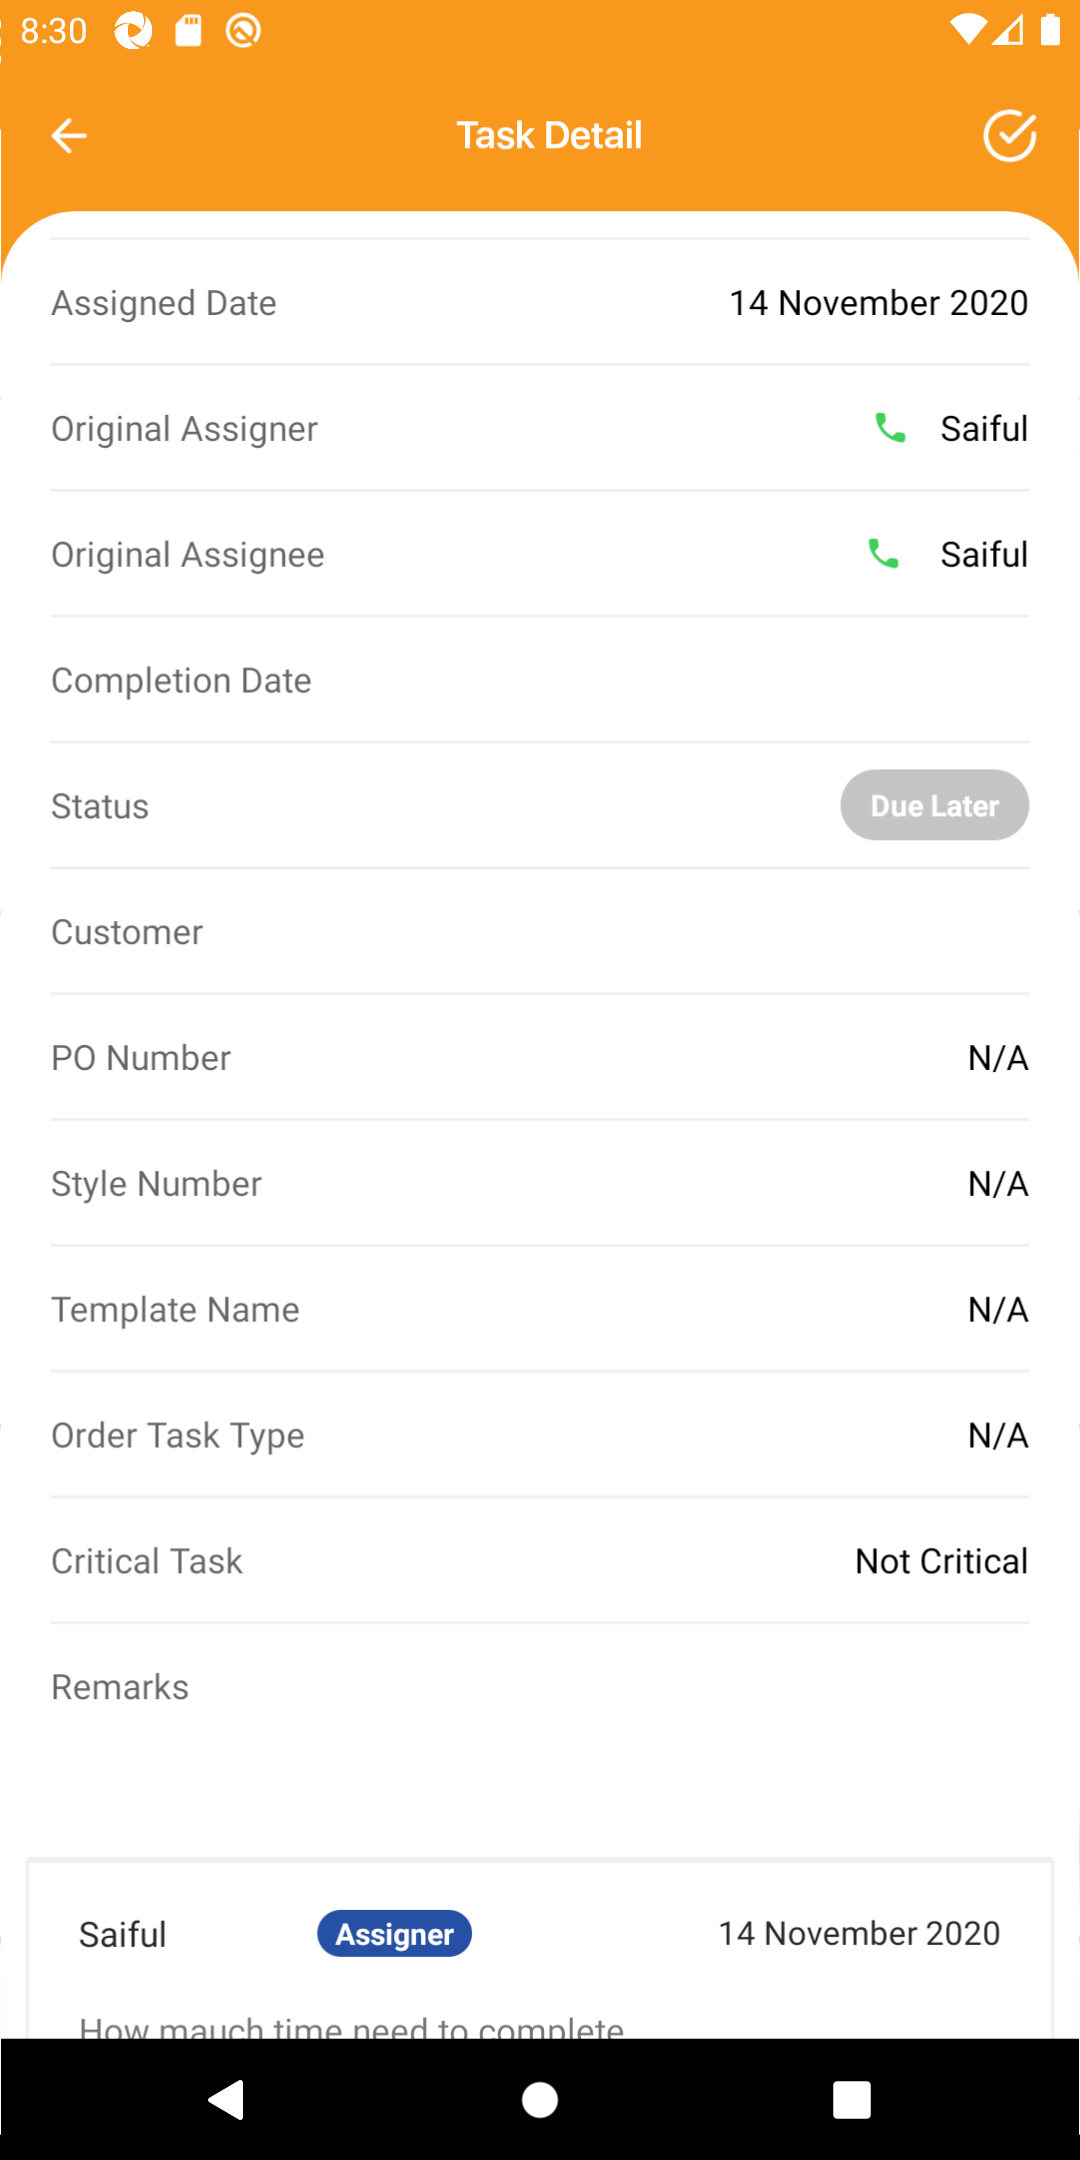 8:30
Task Detail
Assigned Date 14 November 2020
Original Assigner Saiful
Original Assignee Saiful
Completion Date
Status Due Later
Customer
PO Number N/A
Style Number N/A
Template Name N/A
Order Task Type N/A
Critical Task Not Critical
Remarks
Saiful Assigner 14 November 2020
How mauch time need to complete